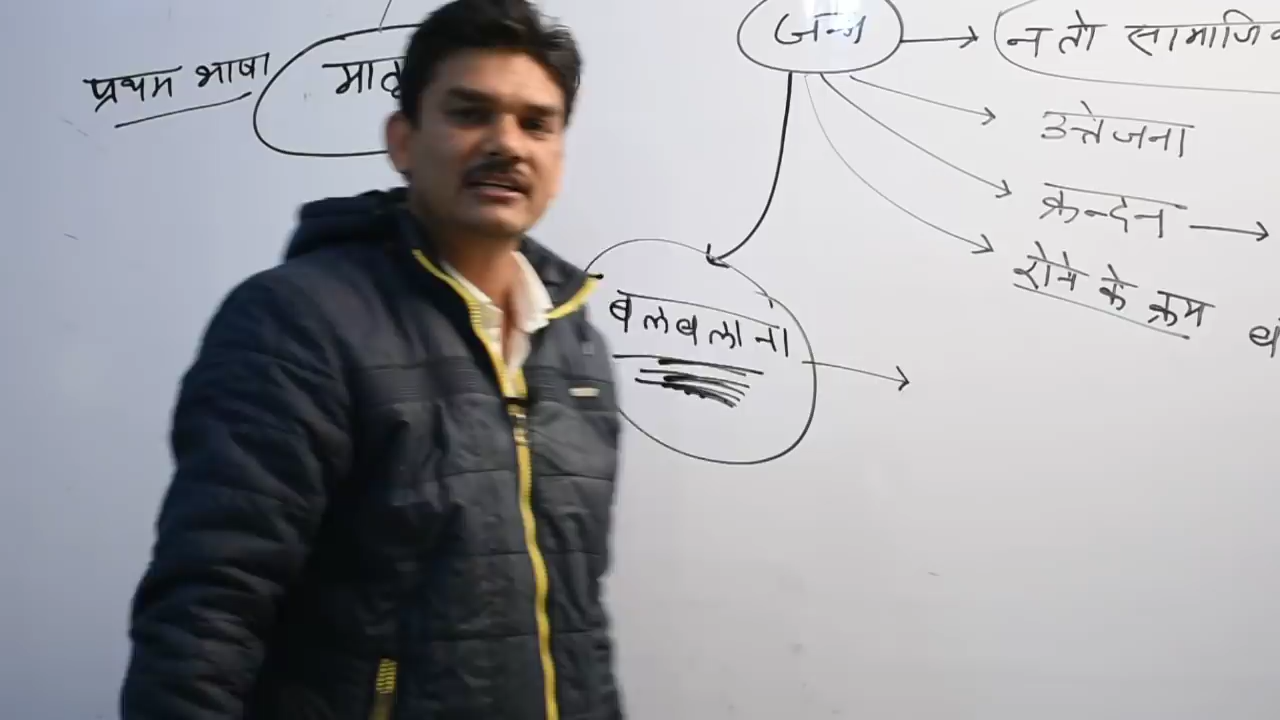 प्रथम भाषा
मातृ
जन्म
न तो सामाजिक
उत्तेजना
क्रन्दन
रोने के क्रम
बलबलाना